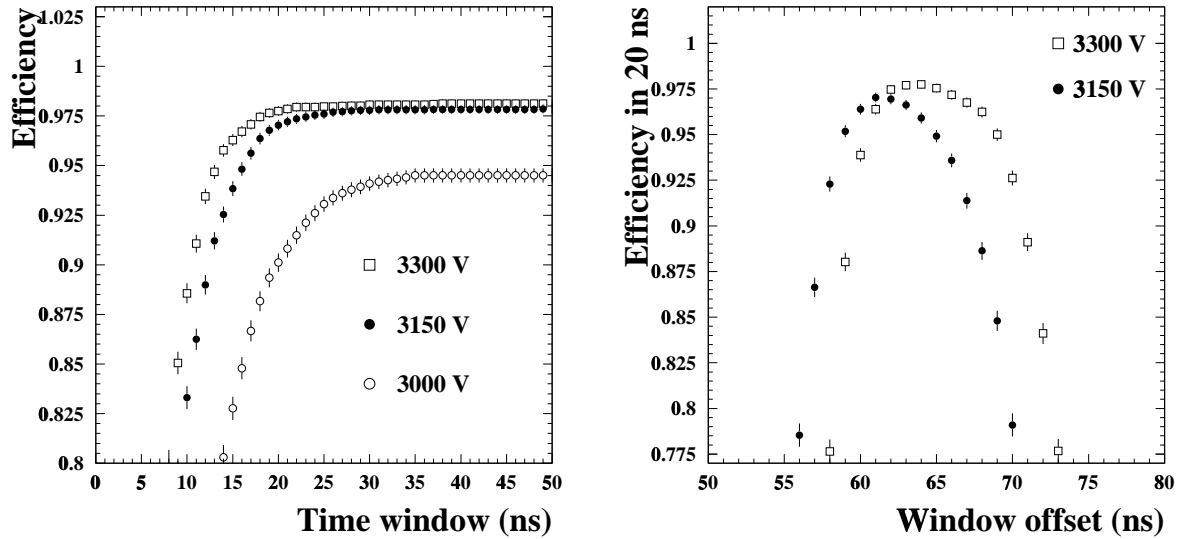 Efficiency
1.025
1
0.975
0.95
0.925
0.9
0.875
0.85
0.825
0.8
3300 V
3150 V
3000 V
0 5 10 15 20 25 30 35 40 45 50
Time window (ns)
Efficiency in 20 ns
1
0.975
0.95
0.925
0.9
0.875
0.85
0.825
0.8
0.775
3300 V
3150 V
50 55 60 65 70 75 80
Window offset (ns)